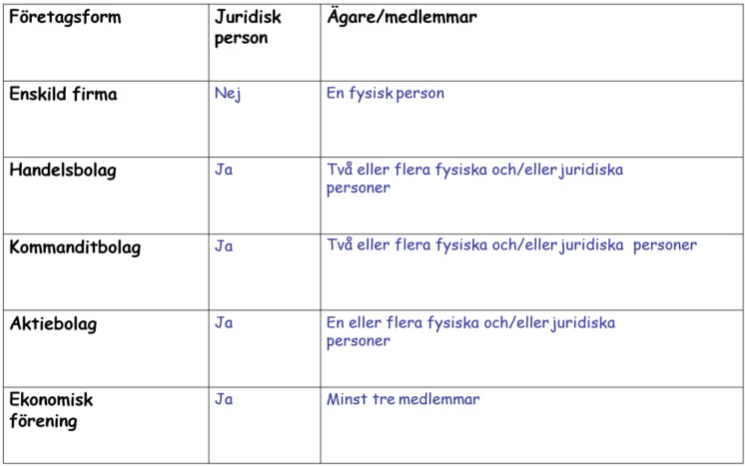 Företagsform
Juridisk
person
Ägare/medlemmar
Enskild firma
Nej
En fysisk person
Handelsbolag
Ja
Två eller flera fysiska och/eller juridiska
personer
Kommanditbolag
Ja
Två eller flera fysiska och/eller juridiska personer
Aktiebolag
Ja
En eller flera fysiska och/eller juridiska
personer
Ekonomisk
förening
Ja
Minst tre medlemmar